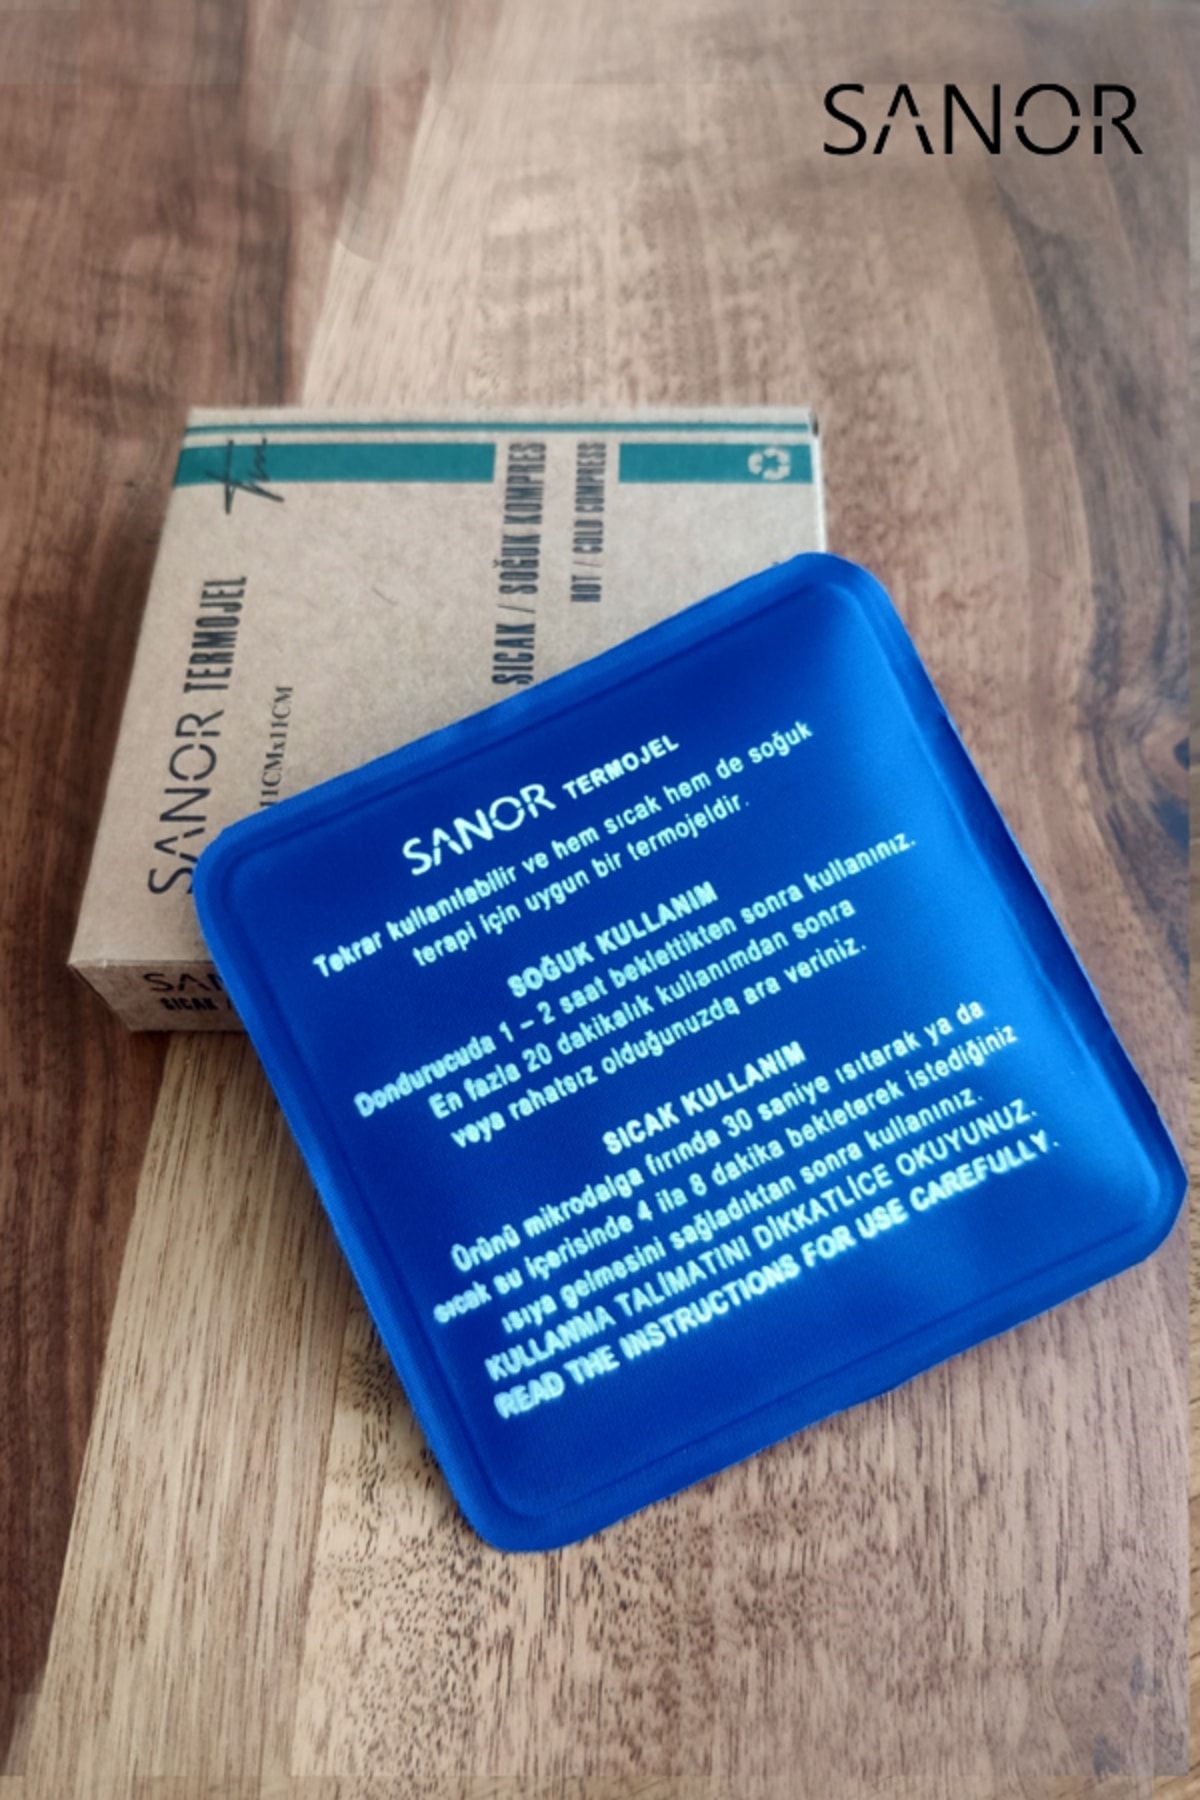 SANOR
SANOR TERMOJEL
11CMx11CM
SICAK / SOĞUK KOMPRES
HOT / COLD COMPRESS
SANOR TERMOJEL
Tekrar kullanılabilir ve hem sıcak hem de soğuk
terapi için uygun bir termojeldir.
SOĞUK KULLANIM
Dondurucuda 1 – 2 saat beklettikten sonra kullanınız.
En fazla 20 dakikalık kullanımdan sonra
veya rahatsız olduğunuzda ara veriniz.
SICAK KULLANIM
Ürünü mikrodalga fırında 30 saniye ısıtarak ya da
sıcak su içerisinde 4 ila 8 dakika bekleterek istediğiniz
ısıya gelmesini sağladıktan sonra kullanınız.
KULLANMA TALİMATINI DİKKATLİCE OKUYUNUZ.
READ THE INSTRUCTIONS FOR USE CAREFULLY.